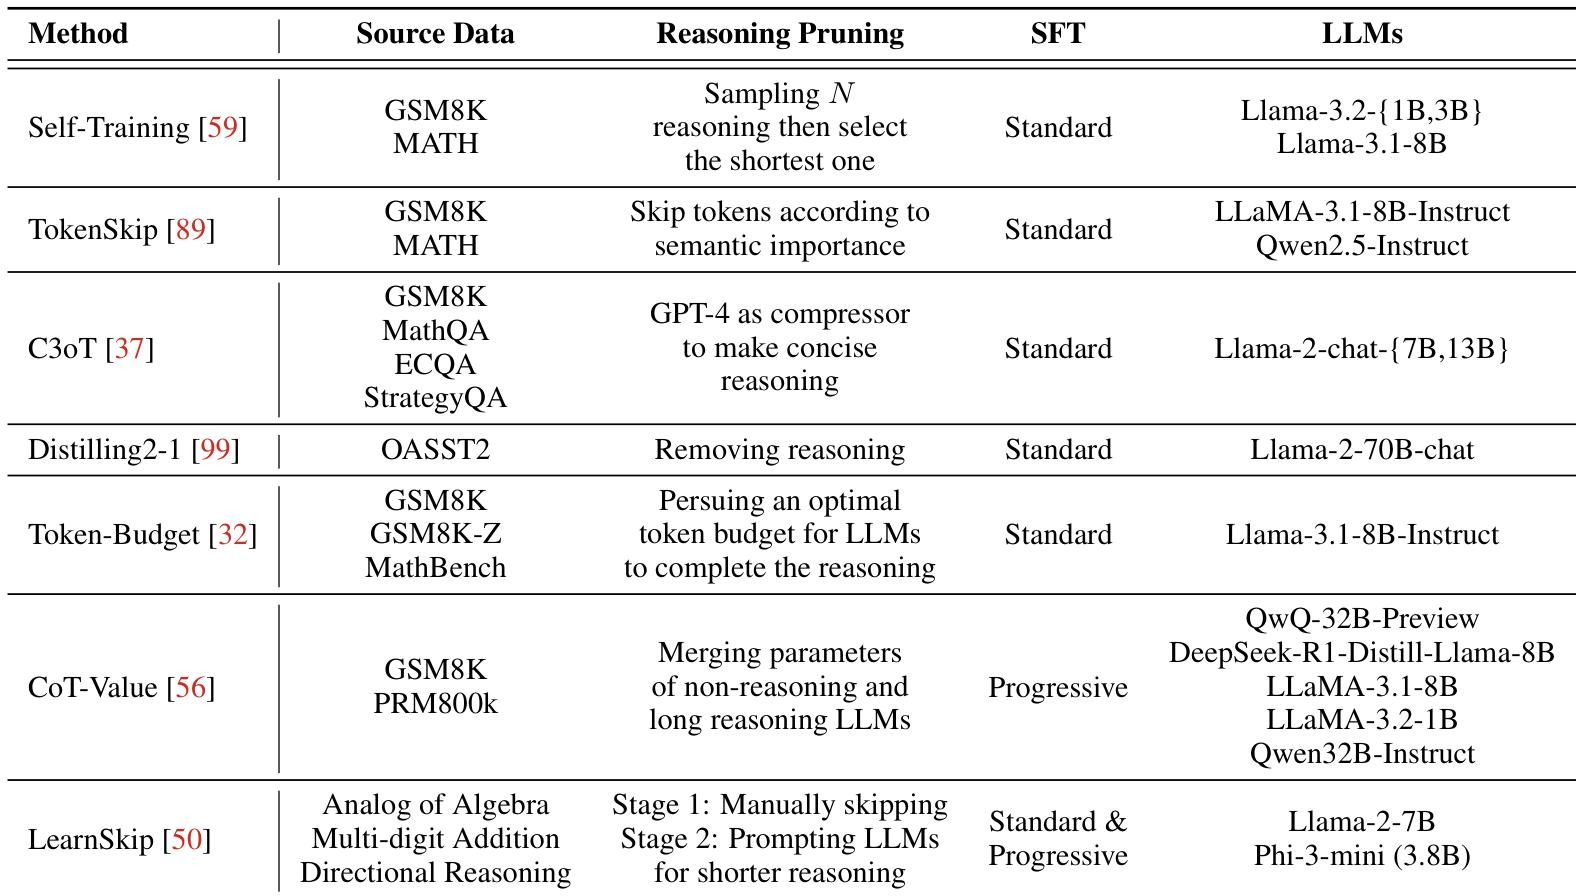 Method Source Data Reasoning Pruning SFT LLMs
Self-Training [59]
GSM8K
MATH
Sampling N
reasoning then select
the shortest one
Standard
Llama-3.2-{1B,3B}
Llama-3.1-8B
TokenSkip [89]
GSM8K
MATH
Skip tokens according to
semantic importance
Standard
LLaMA-3.1-8B-Instruct
Qwen2.5-Instruct
C3oT [37]
GSM8K
MathQA
ECQA
StrategyQA
GPT-4 as compressor
to make concise
reasoning
Standard
Llama-2-chat-{7B,13B}
Distilling2-1 [99]
OASST2
Removing reasoning
Standard
Llama-2-70B-chat
Token-Budget [32]
GSM8K
GSM8K-Z
MathBench
Persuing an optimal
token budget for LLMs
to complete the reasoning
Standard
Llama-3.1-8B-Instruct
CoT-Value [56]
GSM8K
PRM800k
Merging parameters
of non-reasoning and
long reasoning LLMs
Progressive
QwQ-32B-Preview
DeepSeek-R1-Distill-Llama-8B
LLaMA-3.1-8B
LLaMA-3.2-1B
Qwen32B-Instruct
LearnSkip [50]
Analog of Algebra
Multi-digit Addition
Directional Reasoning
Stage 1: Manually skipping
Stage 2: Prompting LLMs
for shorter reasoning
Standard &
Progressive
Llama-2-7B
Phi-3-mini (3.8B)